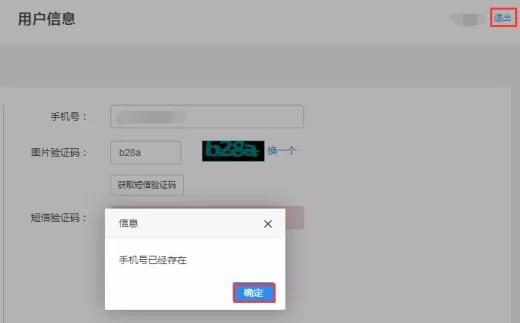 用户信息
退出
手机号：
图片验证码： b28a b28a 换一个
获取短信验证码
短信验证码：
信息
手机号已经存在
确定